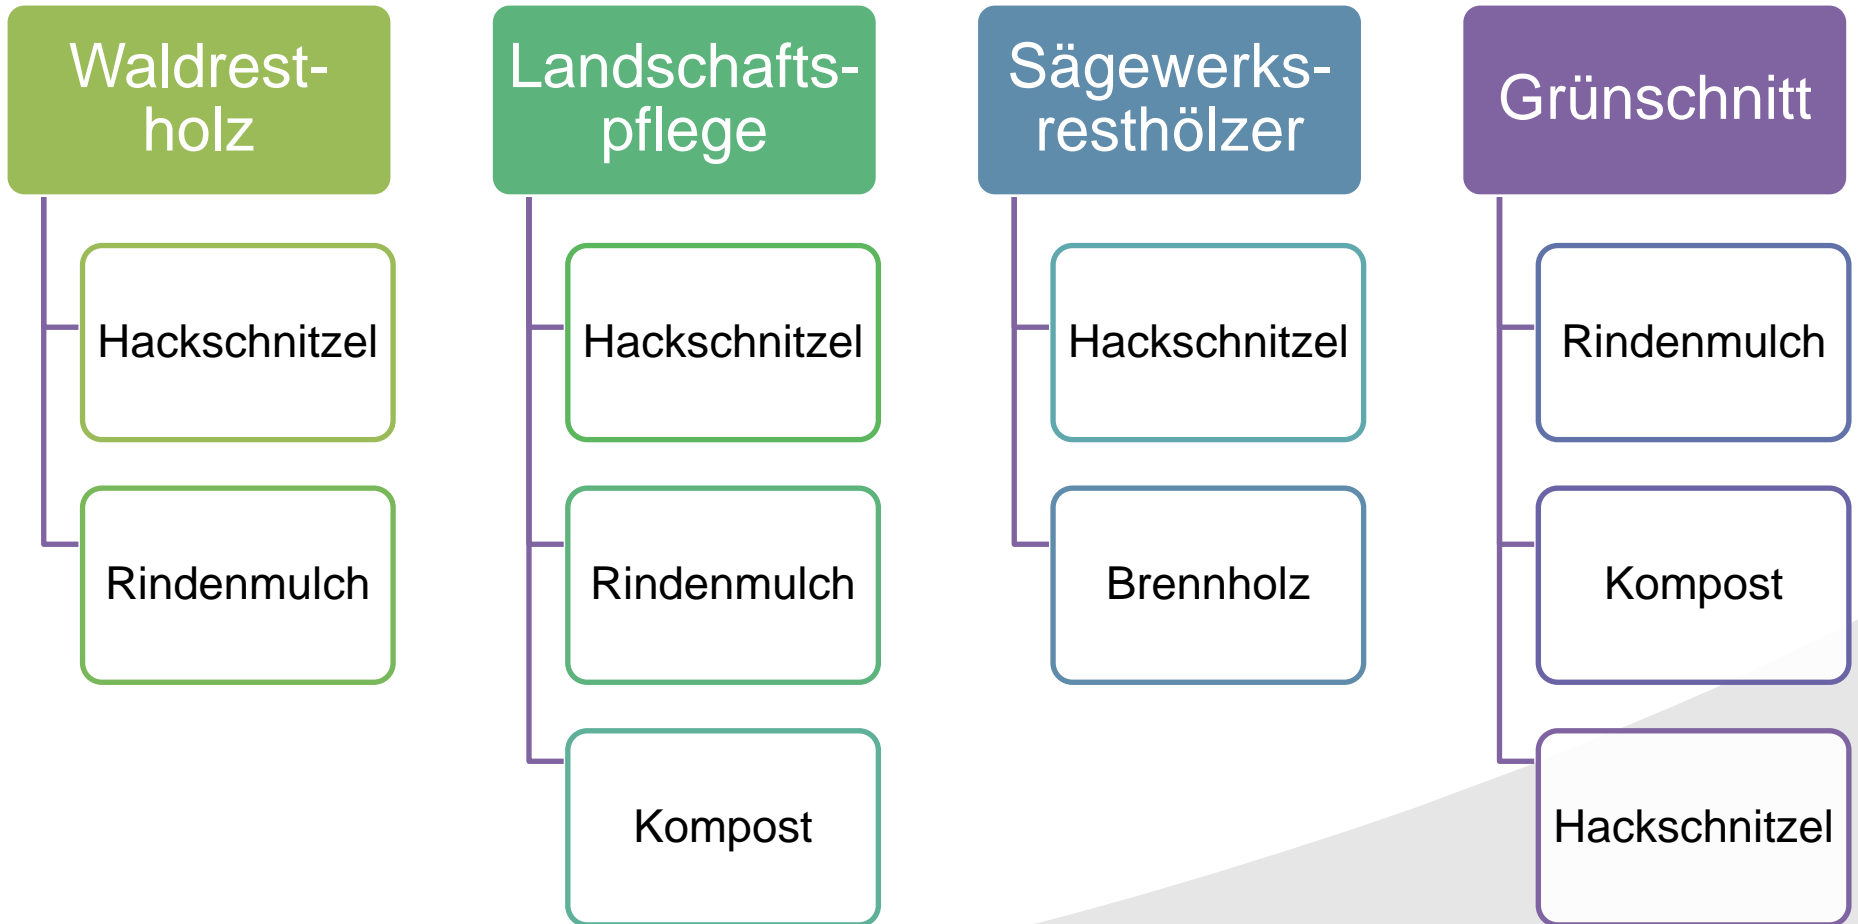 Waldrest-
holz
Hackschnitzel
Rindenmulch
Landschafts-
pflege
Hackschnitzel
Rindenmulch
Kompost
Sägewerks-
resthölzer
Hackschnitzel
Brennholz
Grünschnitt
Rindenmulch
Kompost
Hackschnitzel